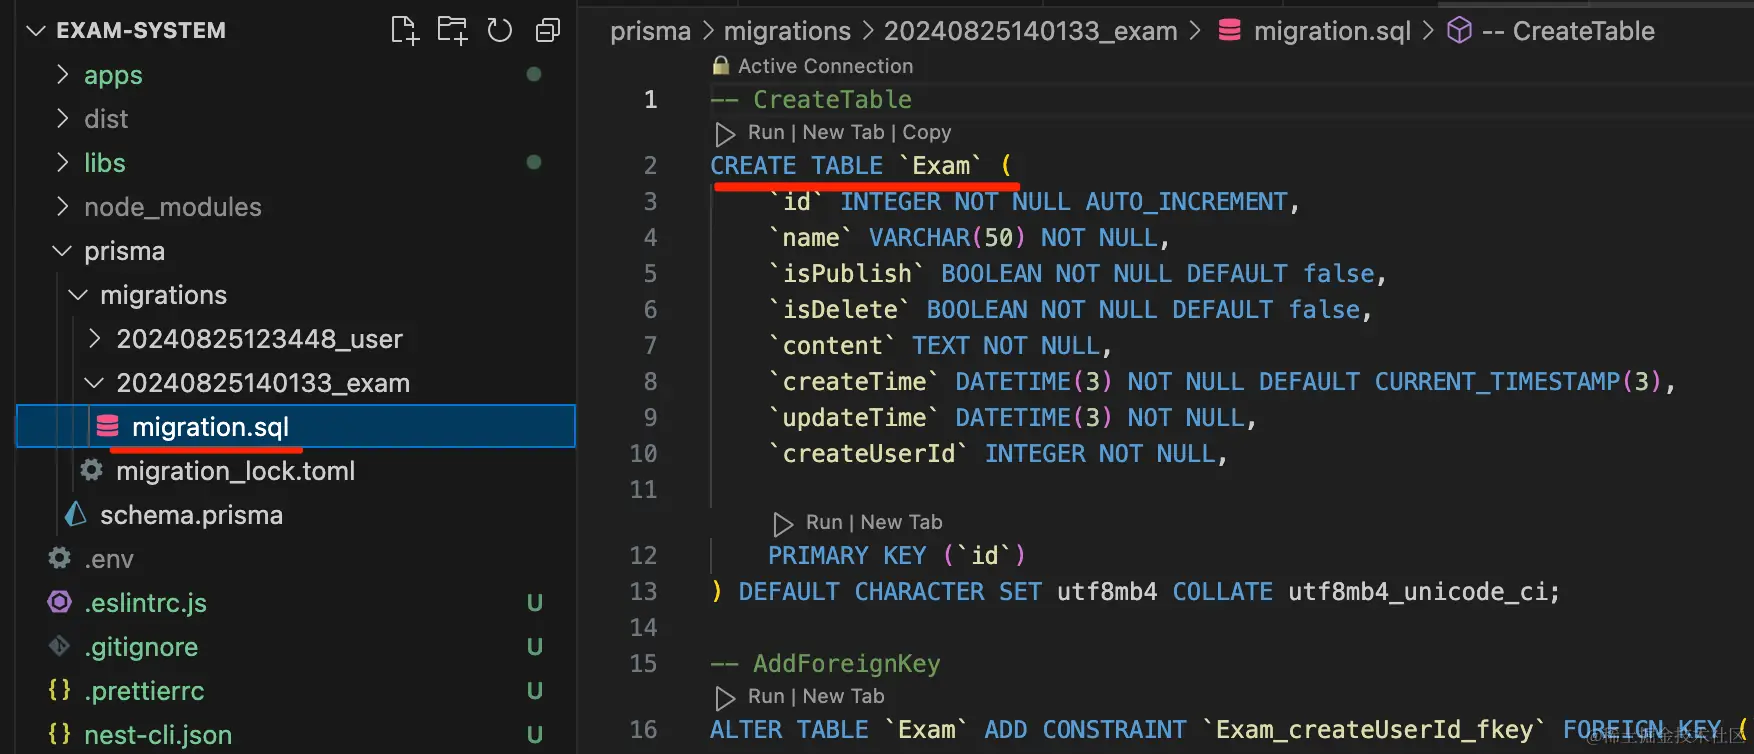 EXAM-SYSTEM
apps
dist
libs
node_modules
prisma
migrations
20240825123448_user
20240825140133_exam
migration.sql
migration_lock.toml
schema.prisma
.env
.eslintrc.js U
.gitignore U
.prettierrc U
nest-cli.json U
prisma > migrations > 20240825140133_exam > migration.sql > -- CreateTable
Active Connection
1 -- CreateTable
Run | New Tab | Copy
2 CREATE TABLE `Exam` (
3 `id` INTEGER NOT NULL AUTO_INCREMENT,
4 `name` VARCHAR(50) NOT NULL,
5 `isPublish` BOOLEAN NOT NULL DEFAULT false,
6 `isDelete` BOOLEAN NOT NULL DEFAULT false,
7 `content` TEXT NOT NULL,
8 `createTime` DATETIME(3) NOT NULL DEFAULT CURRENT_TIMESTAMP(3),
9 `updateTime` DATETIME(3) NOT NULL,
10 `createUserId` INTEGER NOT NULL,
11
Run | New Tab
12 PRIMARY KEY (`id`)
13 ) DEFAULT CHARACTER SET utf8mb4 COLLATE utf8mb4_unicode_ci;
14
15 -- AddForeignKey
Run | New Tab
16 ALTER TABLE `Exam` ADD CONSTRAINT `Exam_createUserId_fkey` FOREIGN KEY (
@稀土掘金技术社区